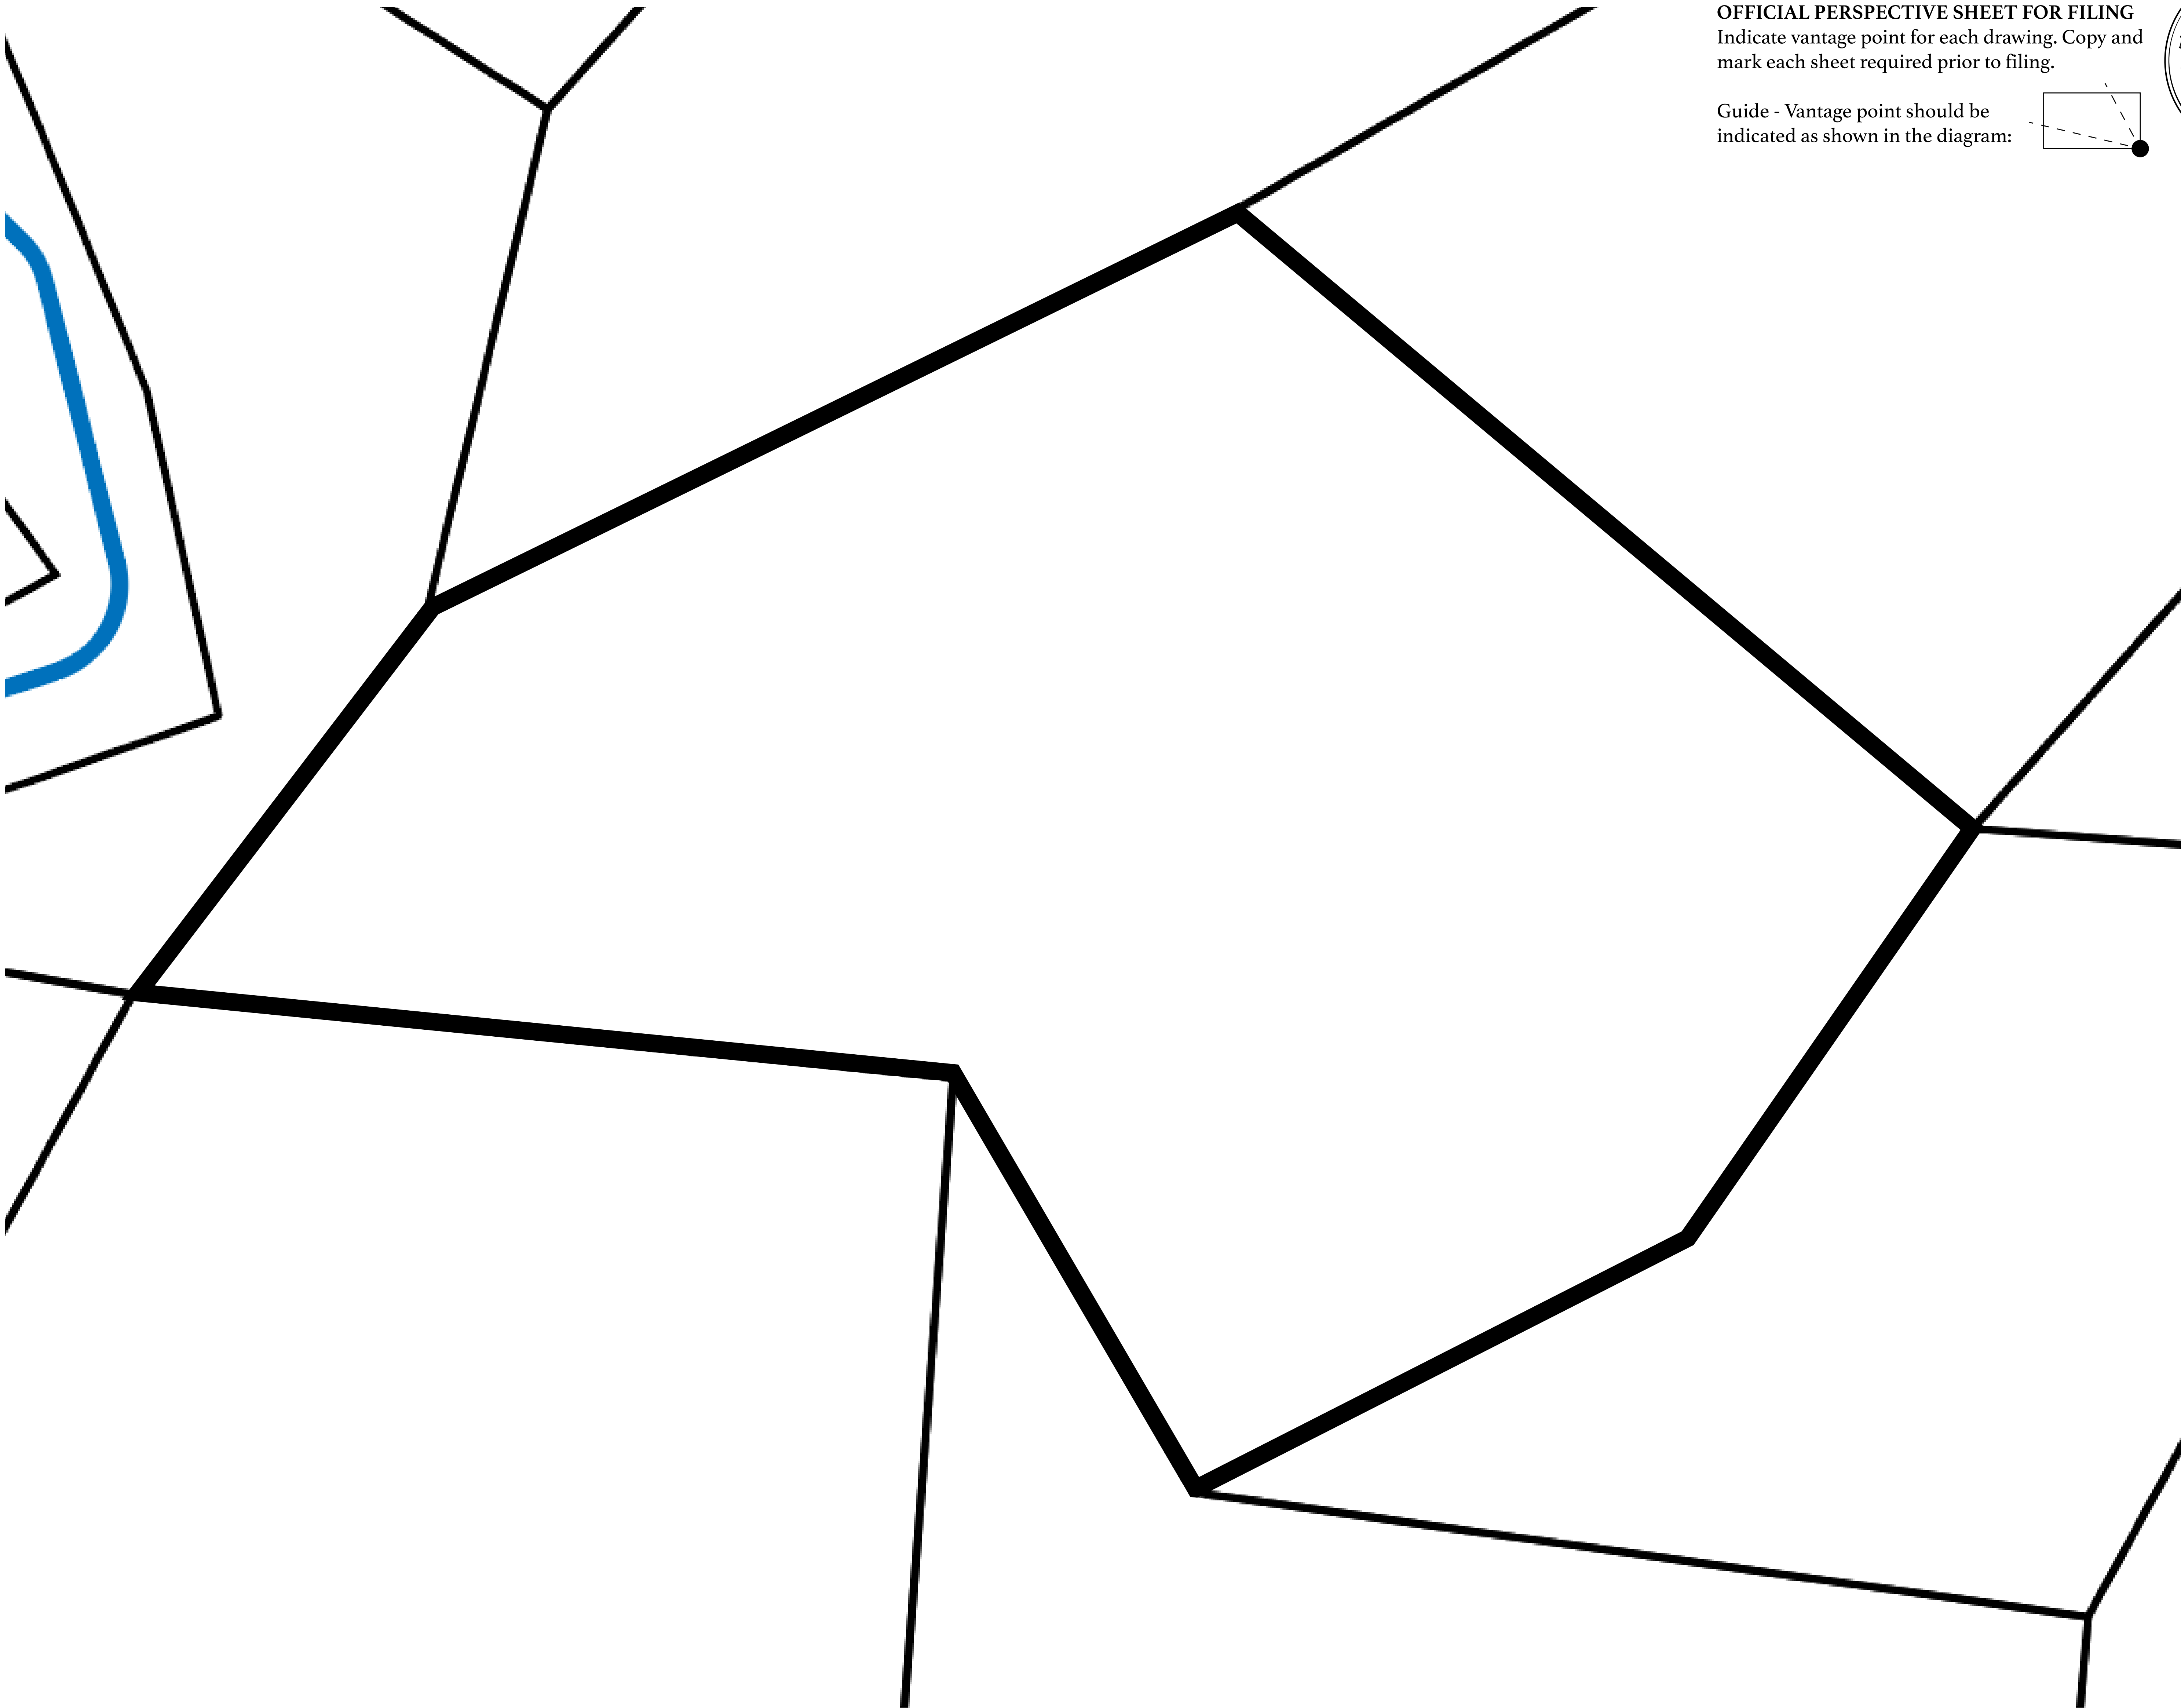 OFFICIAL PERSPECTIVE SHEET FOR FILING
Indicate vantage point for each drawing. Copy and
mark each sheet required prior to filing.
Guide - Vantage point should be
indicated as shown in the diagram: